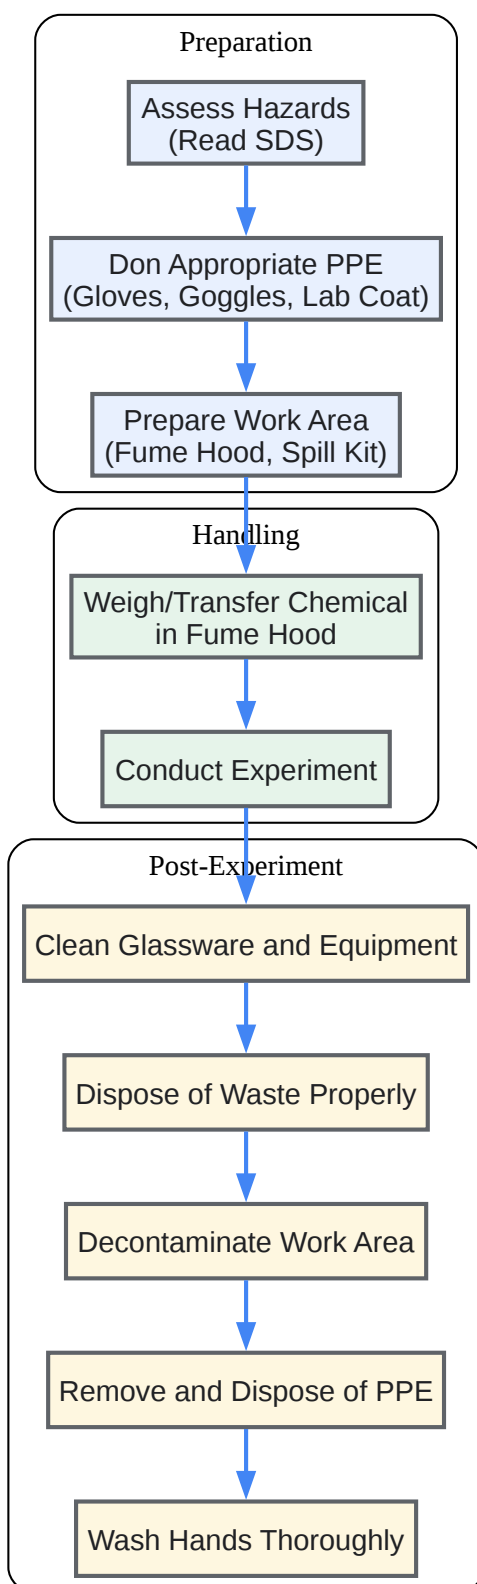 Preparation
Assess Hazards
(Read SDS)
Don Appropriate PPE
(Gloves, Goggles, Lab Coat)
Prepare Work Area
(Fume Hood, Spill Kit)
Handling
Weigh/Transfer Chemical
in Fume Hood
Conduct Experiment
Post-Experiment
Clean Glassware and Equipment
Dispose of Waste Properly
Decontaminate Work Area
Remove and Dispose of PPE
Wash Hands Thoroughly